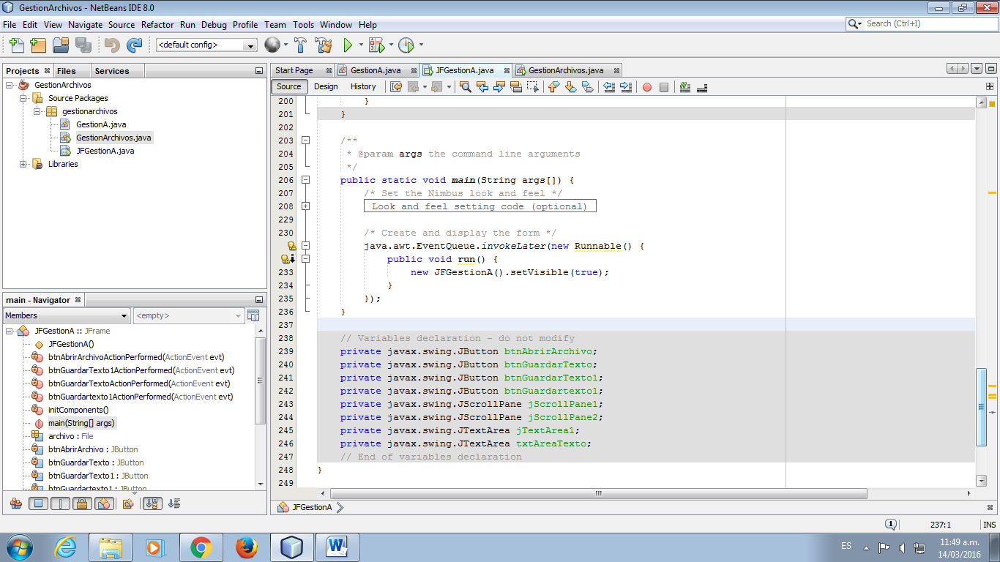 GestionArchivos - NetBeans IDE 8.0
File Edit View Navigate Source Refactor Run Debug Profile Team Tools Window Help
Search (Ctrl+I)
<default config>
Projects Files Services
GestionArchivos
Source Packages
gestionarchivos
GestionA.java
GestionArchivos.java
JFGestionA.java
Libraries
main - Navigator
Members
<empty>
JFGestionA :: JFrame
JFGestionA()
btnAbrirArchivoActionPerformed(ActionEvent evt)
btnGuardarTexto1ActionPerformed(ActionEvent evt)
btnGuardarTextoActionPerformed(ActionEvent evt)
btnGuardartexto1ActionPerformed(ActionEvent evt)
initComponents()
main(String[] args)
archivo : File
btnAbrirArchivo : JButton
btnGuardarTexto : JButton
btnGuardarTexto1 : JButton
btnGuardartexto1 : JButton
Start Page GestionA.java JFGestionA.java GestionArchivos.java
Source Design History
200 }
201 }
202
203 /**
204 * @param args the command line arguments
205 */
206 public static void main(String args[]) {
207 /* Set the Nimbus look and feel */
208 Look and feel setting code (optional)
229
230 /* Create and display the form */
java.awt.EventQueue.invokeLater(new Runnable() {
public void run() {
233 new JFGestionA().setVisible(true);
234 }
235 });
236 }
237
238 // Variables declaration - do not modify
239 private javax.swing.JButton btnAbrirArchivo;
240 private javax.swing.JButton btnGuardarTexto;
241 private javax.swing.JButton btnGuardarTexto1;
242 private javax.swing.JButton btnGuardartexto1;
243 private javax.swing.JScrollPane jScrollPane1;
244 private javax.swing.JScrollPane jScrollPane2;
245 private javax.swing.JTextArea jTextArea1;
246 private javax.swing.JTextArea txtAreaTexto;
247 // End of variables declaration
248 }
249
JFGestionA
1 237:1 INS
ES
11:49 a.m.
14/03/2016